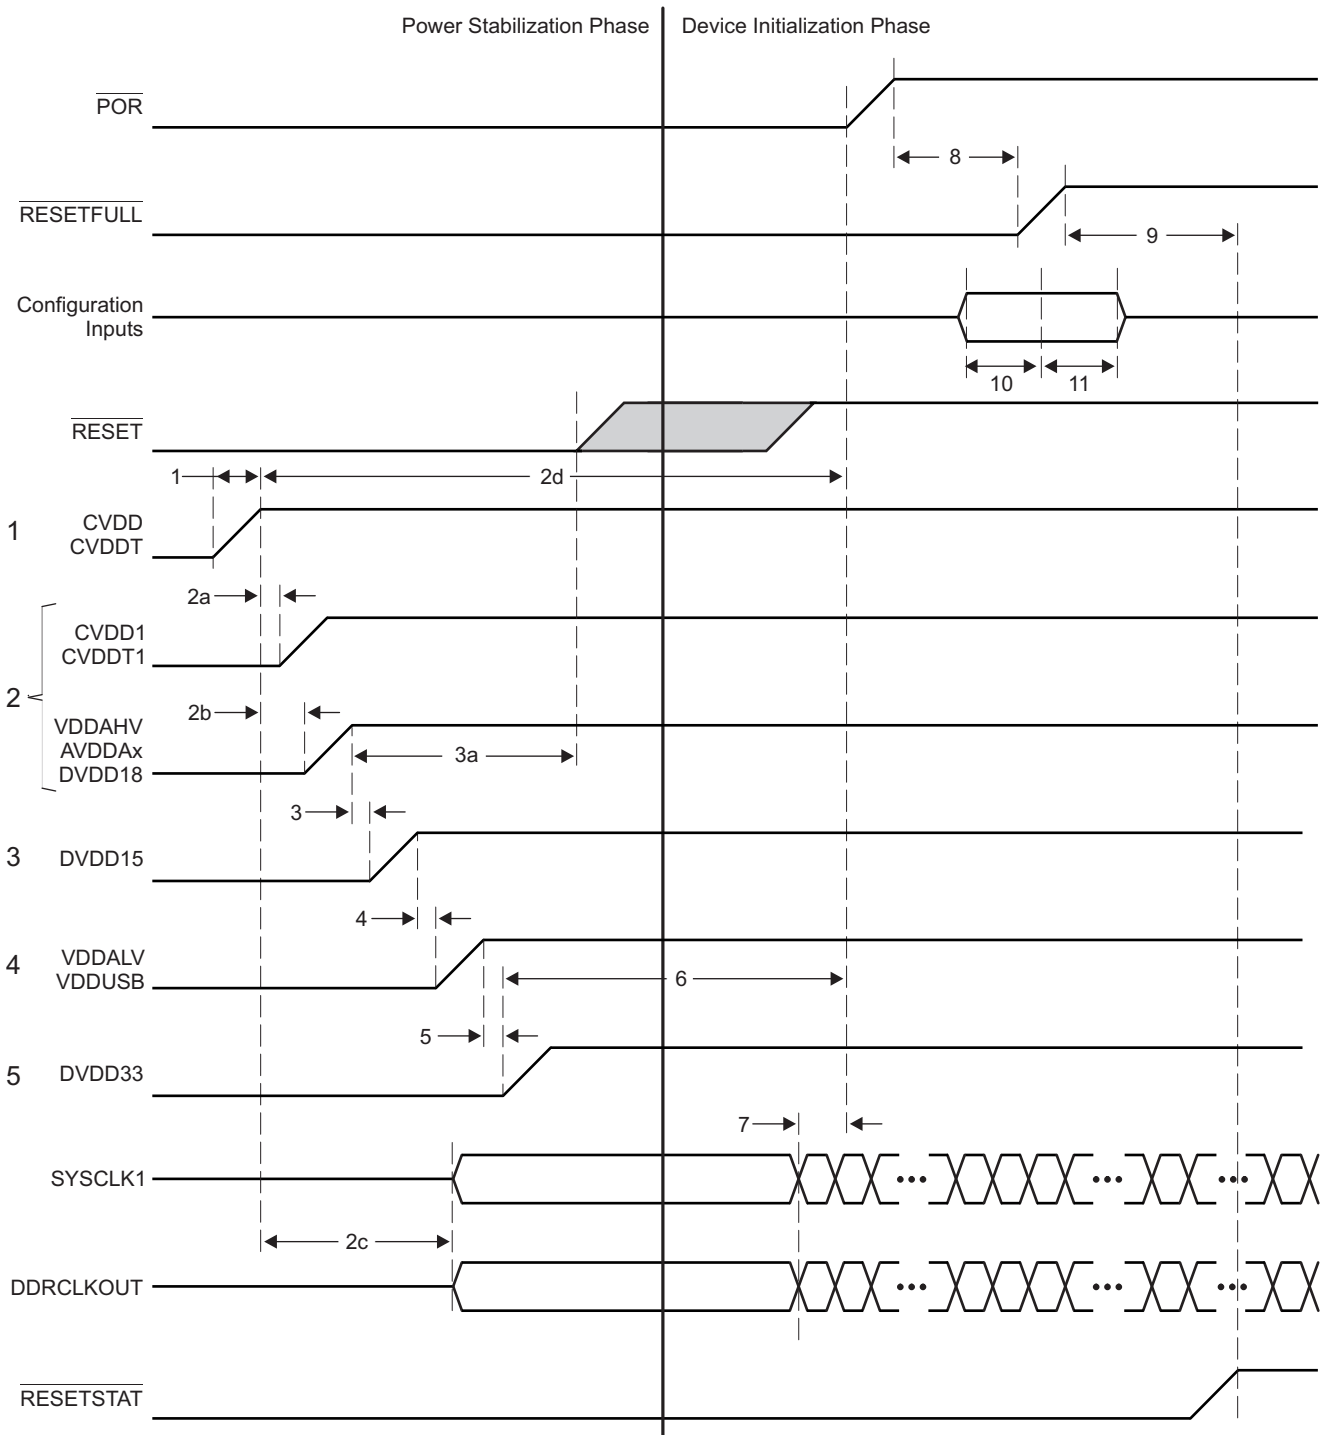 Power Stabilization Phase
Device Initialization Phase
POR
8
RESETFULL
9
Configuration
Inputs
10
11
RESET
1
2d
1
CVDD
CVDDT
2a
CVDD1
CVDDT1
2
2b
VDDAHV
AVDDAx
DVDD18
3a
3
3
DVDD15
4
4
VDDALV
VDDUSB
6
5
5
DVDD33
7
SYSCLK1
2c
DDRCLKOUT
RESETSTAT